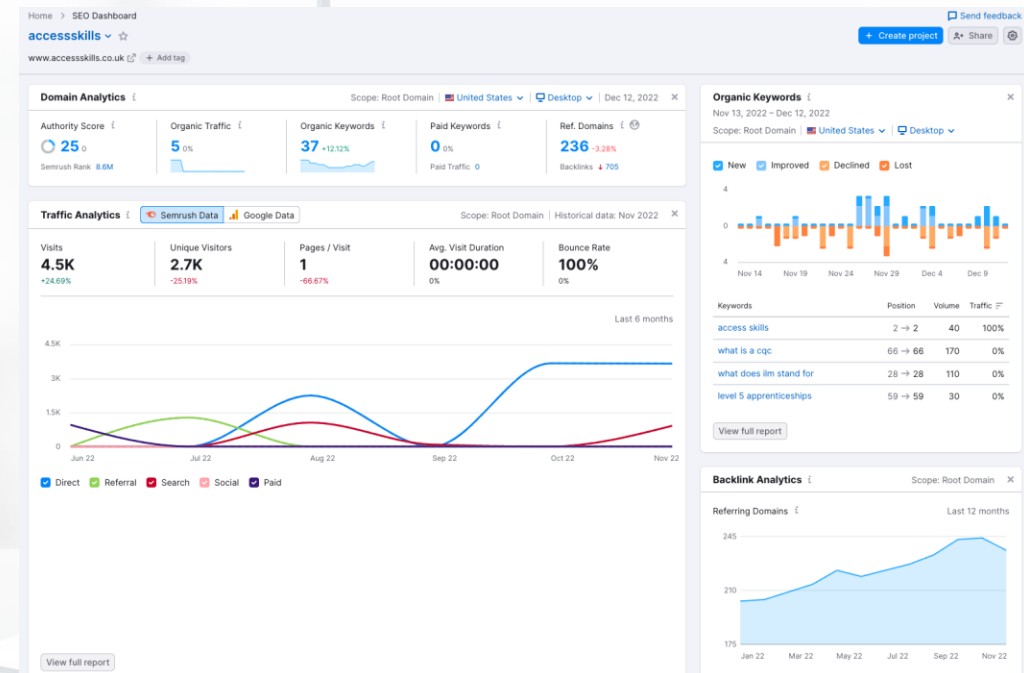 Home > SEO Dashboard
Send feedback
accessskills
+ Create project
Share
www.accessskills.co.uk
+ Add tag
Domain Analytics i
Scope: Root Domain United States Desktop Dec 12, 2022 ×
Authority Score i
25 0
Semrush Rank 8.6M
Organic Traffic i
5 0%
Organic Keywords i
37 +12.12%
Paid Keywords i
0 0%
Paid Traffic 0
Ref. Domains i
236 -3.28%
Backlinks ↓ 705
Traffic Analytics i Semrush Data Google Data
Scope: Root Domain Historical data: Nov 2022 ×
Visits
4.5K
+24.69%
Unique Visitors
2.7K
-25.19%
Pages / Visit
1
-66.67%
Avg. Visit Duration
00:00:00
0%
Bounce Rate
100%
0%
Last 6 months
4.5K
3K
1.5K
0
Jun 22 Jul 22 Aug 22 Sep 22 Oct 22 Nov 22
Direct Referral Search Social Paid
View full report
Organic Keywords i ×
Nov 13, 2022 – Dec 12, 2022
Scope: Root Domain United States Desktop
New Improved Declined Lost
4
0
4
Nov 14 Nov 19 Nov 24 Nov 29 Dec 4 Dec 9
Keywords Position Volume Traffic
access skills 2 → 2 40 100%
what is a cqc 66 → 66 170 0%
what does ilm stand for 28 → 28 110 0%
level 5 apprenticeships 59 → 59 30 0%
View full report
Backlink Analytics i Scope: Root Domain ×
Referring Domains i Last 12 months
245
210
175
Jan 22 Mar 22 May 22 Jul 22 Sep 22 Nov 22